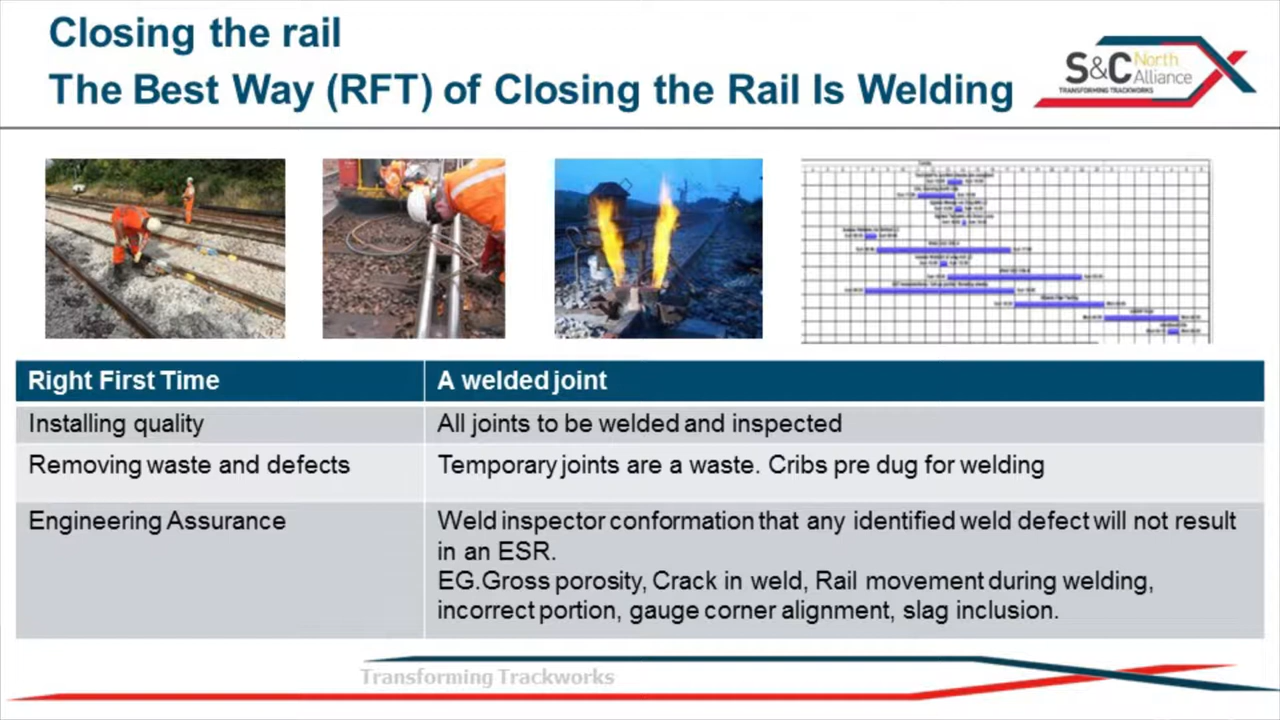 Closing the rail
The Best Way (RFT) of Closing the Rail Is Welding
S&C North
Alliance
TRANSFORMING TRACKWORKS
Right First Time
A welded joint
Installing quality
All joints to be welded and inspected
Removing waste and defects
Temporary joints are a waste. Cribs pre dug for welding
Engineering Assurance
Weld inspector conformation that any identified weld defect will not result
in an ESR.
EG.Gross porosity, Crack in weld, Rail movement during welding,
incorrect portion, gauge corner alignment, slag inclusion.
Transforming Trackworks